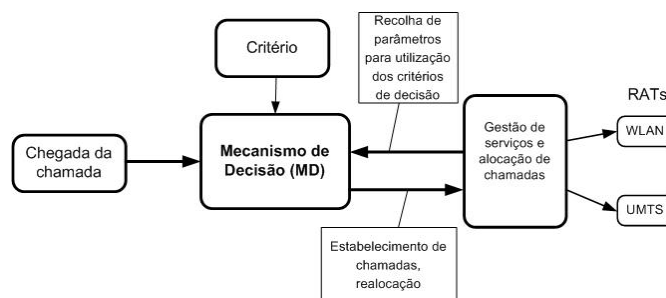 Critério
Recolha de
parâmetros
para utilização
dos critérios
de decisão
RATs
Chegada da
chamada
Mecanismo de
Decisão (MD)
Gestão de
serviços e
alocação de
chamadas
WLAN
UMTS
Estabelecimento de
chamadas,
realocação